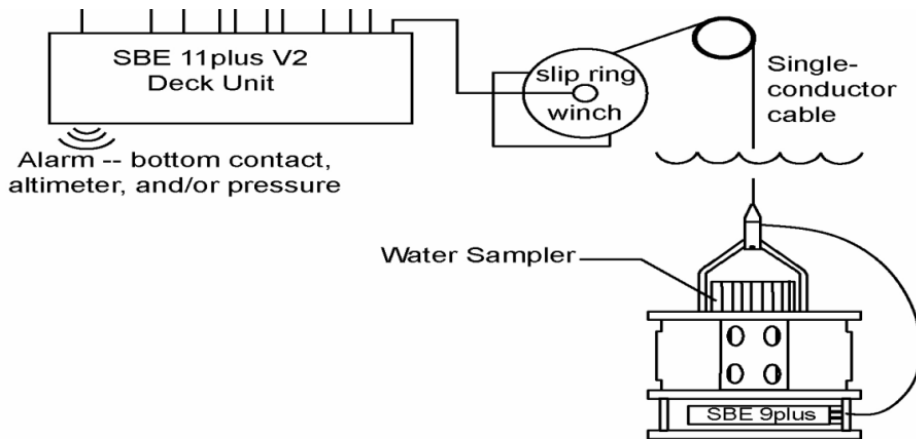 SBE 11plus V2
Deck Unit
slip ring
winch
Single-
conductor
cable
Alarm -- bottom contact,
altimeter, and/or pressure
Water Sampler
SBE 9plus